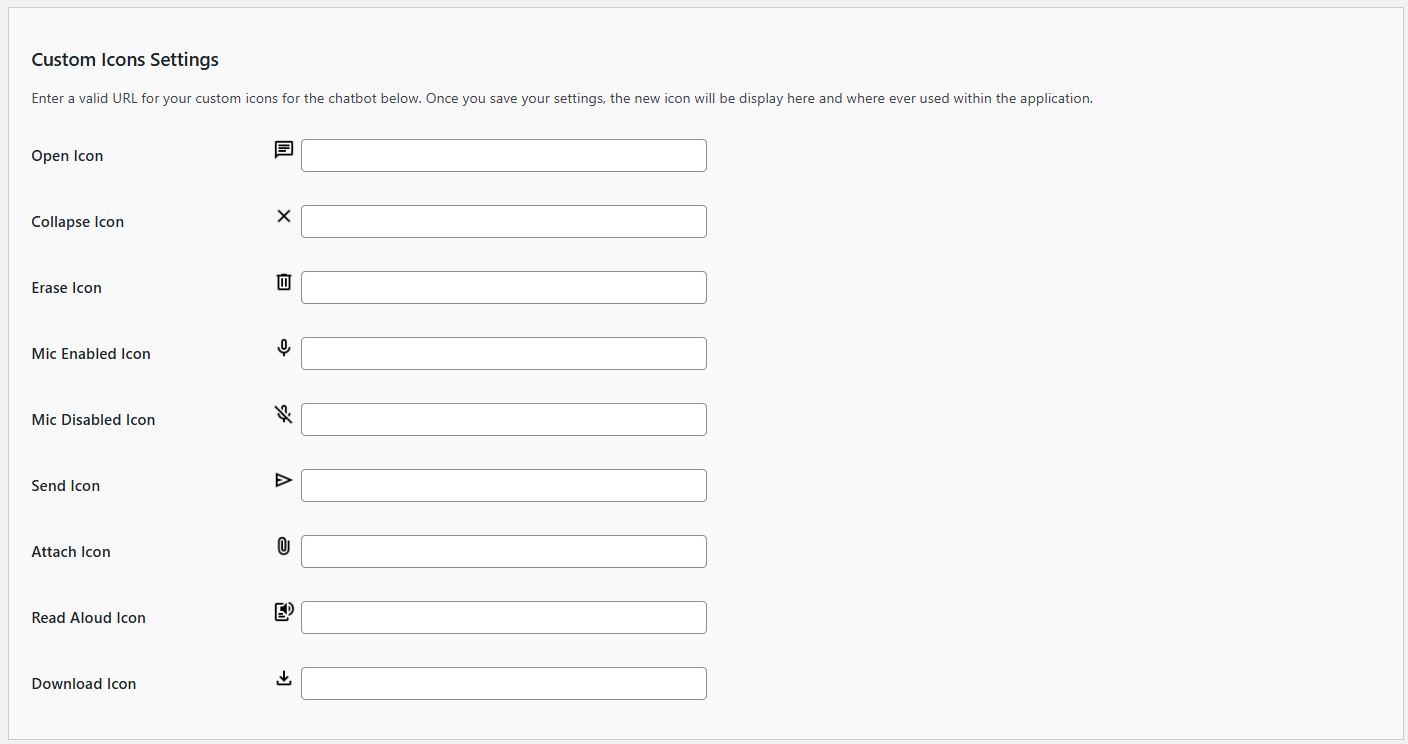 Custom Icons Settings
Enter a valid URL for your custom icons for the chatbot below. Once you save your settings, the new icon will be display here and where ever used within the application.
Open Icon
Collapse Icon
Erase Icon
Mic Enabled Icon
Mic Disabled Icon
Send Icon
Attach Icon
Read Aloud Icon
Download Icon